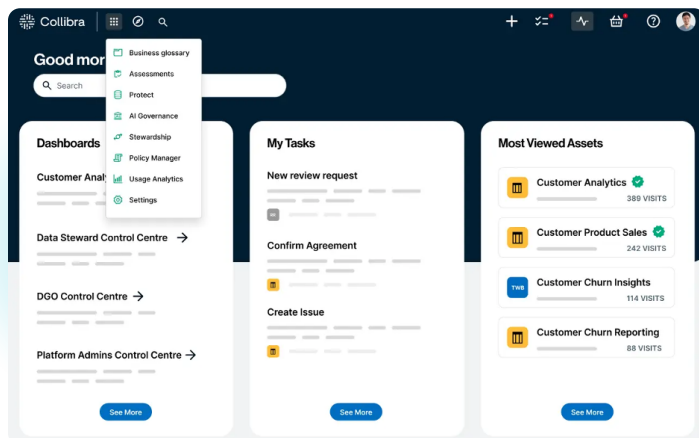 Collibra
Good mor
Search
Business glossary
Assessments
Protect
AI Governance
Stewardship
Policy Manager
Usage Analytics
Settings
Dashboards
Customer Anal
Data Steward Control Centre →
DGO Control Centre →
Platform Admins Control Centre →
See More
My Tasks
New review request
Confirm Agreement
Create Issue
See More
Most Viewed Assets
Customer Analytics
389 VISITS
Customer Product Sales
242 VISITS
TWB
Customer Churn Insights
114 VISITS
Customer Churn Reporting
88 VISITS
See More